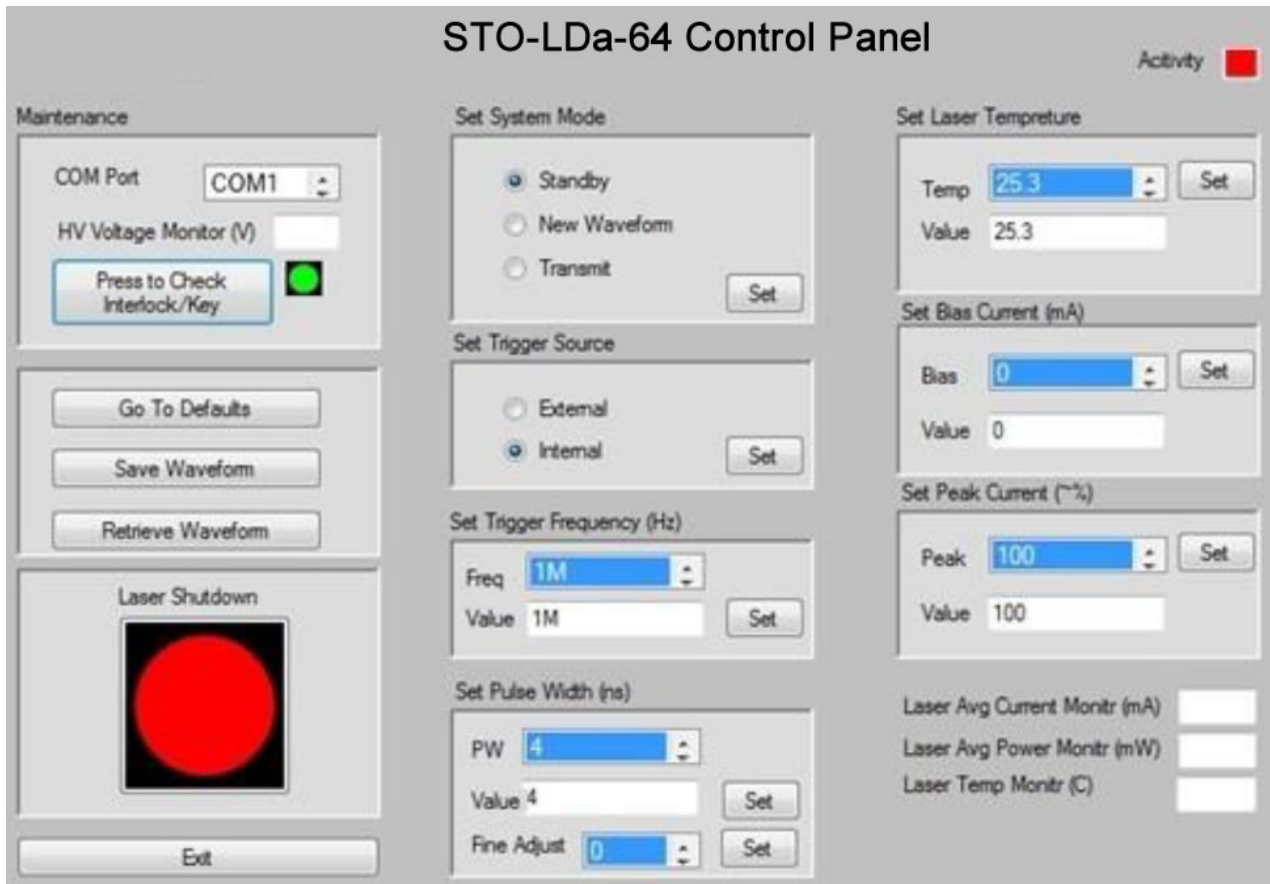 STO-LDa-64 Control Panel
Acitivity
Maintenance
COM Port COM1
HV Voltage Monitor (V)
Press to Check
Interlock/Key
Go To Defaults
Save Waveform
Retrieve Waveform
Laser Shutdown
Exit
Set System Mode
Standby
New Waveform
Transmit
Set
Set Trigger Source
External
Internal
Set
Set Trigger Frequency (Hz)
Freq 1M
Value 1M Set
Set Pulse Width (ns)
PW 4
Value 4 Set
Fine Adjust 0 Set
Set Laser Tempreture
Temp 25.3 Set
Value 25.3
Set Bias Current (mA)
Bias 0 Set
Value 0
Set Peak Current (~%)
Peak 100 Set
Value 100
Laser Avg Current Monitr (mA)
Laser Avg Power Monitr (mW)
Laser Temp Monitr (C)